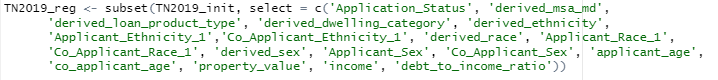 TN2019_reg <- subset(TN2019_init, select = c('Application_Status', 'derived_msa_md',
'derived_loan_product_type', 'derived_dwelling_category', 'derived_ethnicity',
'Applicant_Ethnicity_1','Co_Applicant_Ethnicity_1', 'derived_race', 'Applicant_Race_1',
'Co_Applicant_Race_1', 'derived_sex', 'Applicant_Sex', 'Co_Applicant_Sex', 'applicant_age',
'co_applicant_age', 'property_value', 'income', 'debt_to_income_ratio'))